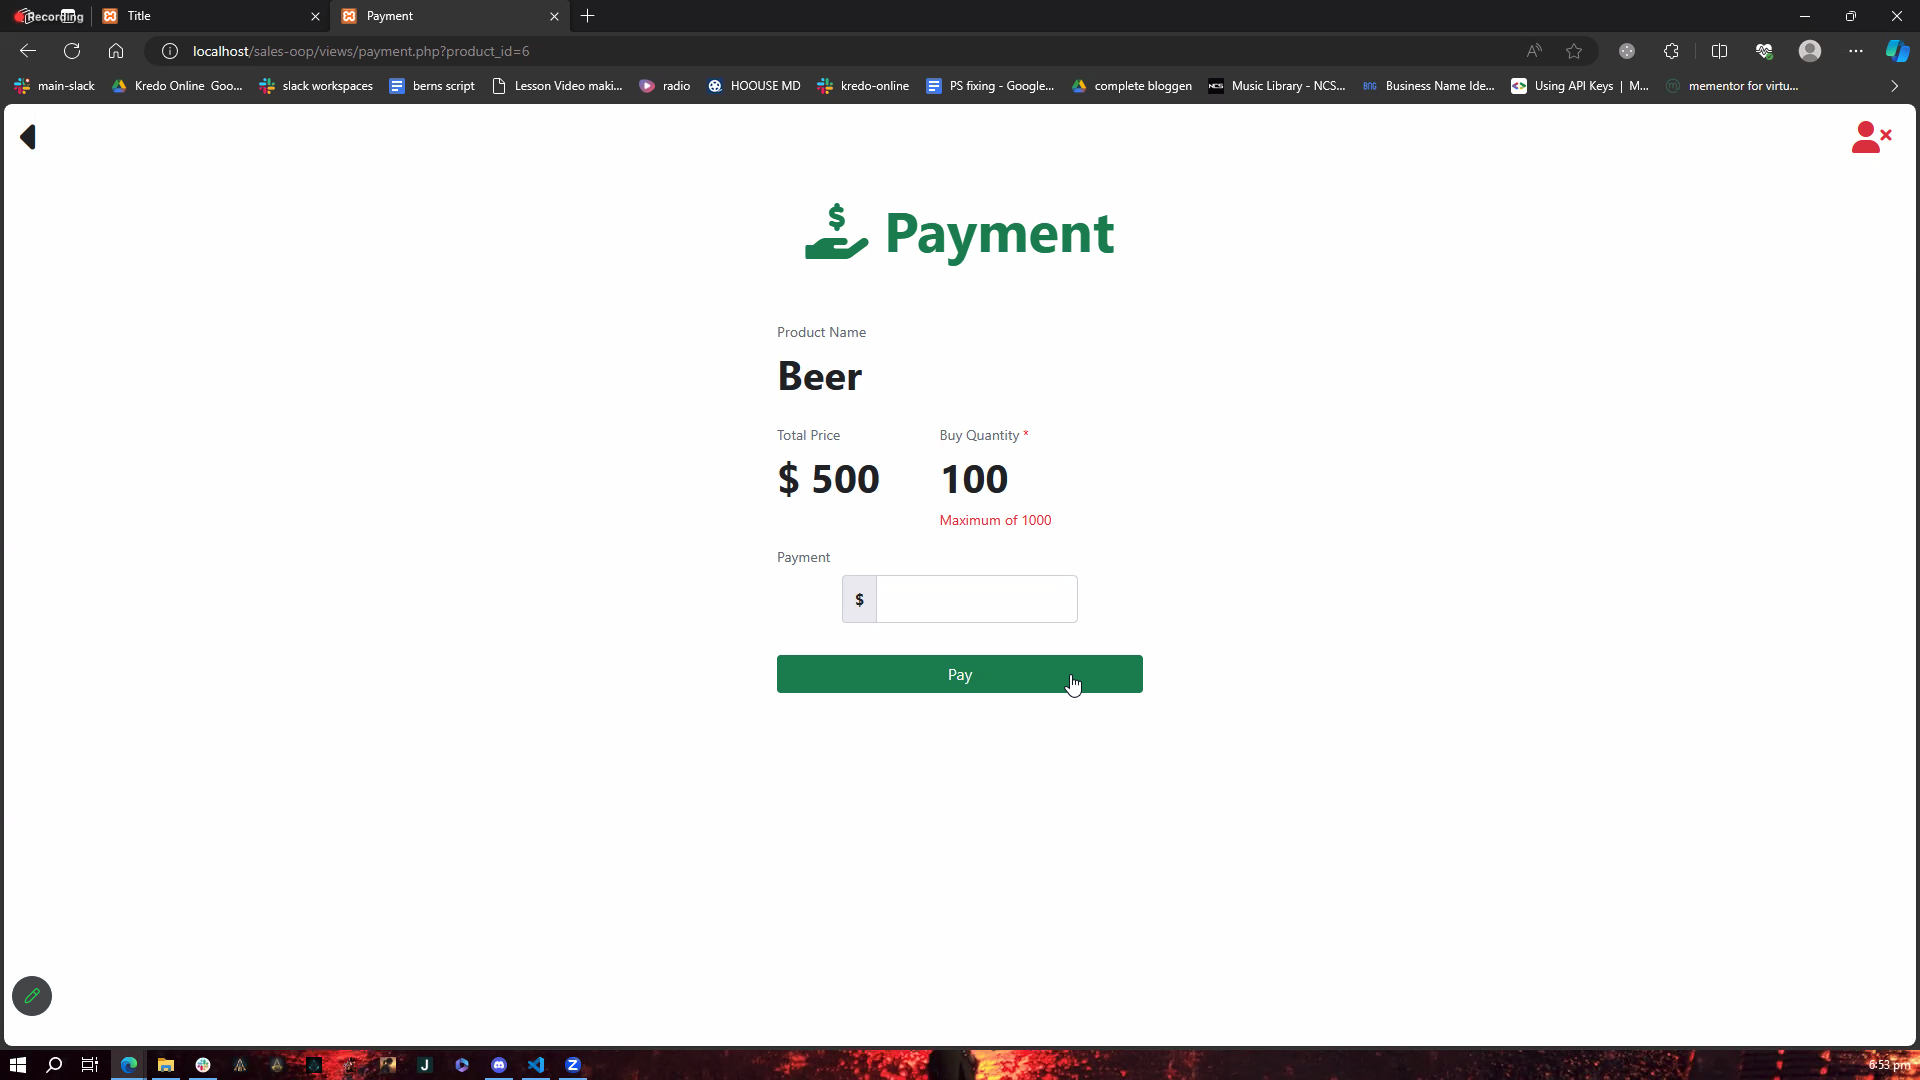 Recording
Title
Payment
localhost/sales-oop/views/payment.php?product_id=6
main-slack
Kredo Online Goo...
slack workspaces
berns script
Lesson Video maki...
radio
HOOUSE MD
kredo-online
PS fixing - Google...
complete bloggen
NCS
Music Library - NCS...
BNG
Business Name Ide...
Using API Keys | M...
mementor for virtu...
$ Payment
Product Name
Beer
Total Price
Buy Quantity *
$ 500
100
Maximum of 1000
Payment
$
Pay
6:53 pm